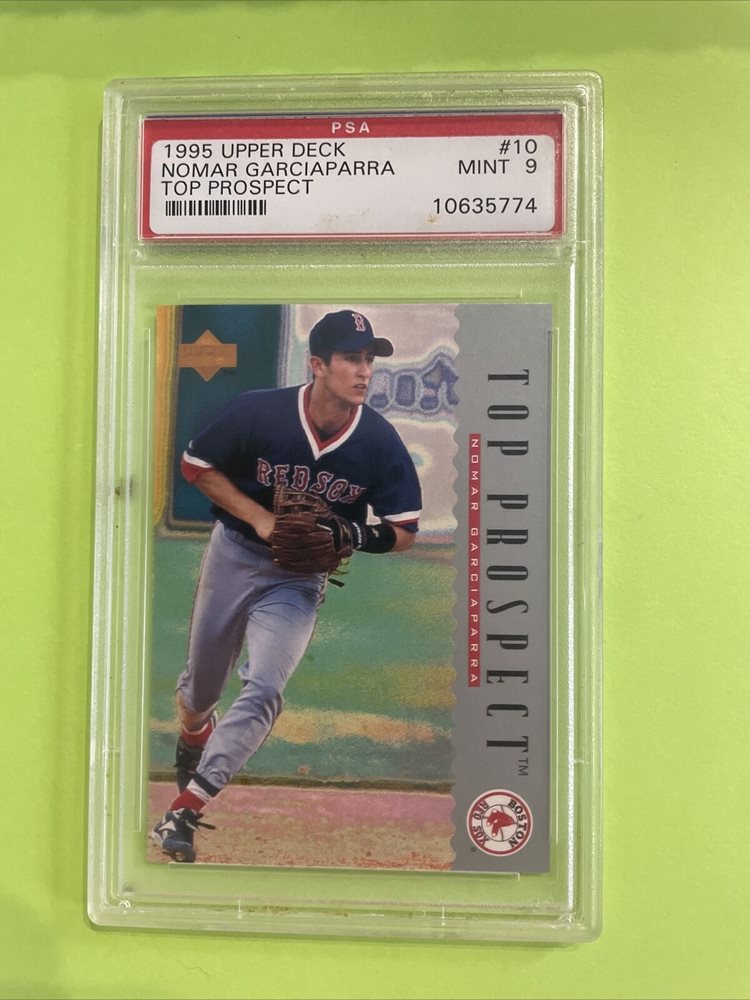 PSA
1995 UPPER DECK #10
NOMAR GARCIAPARRA MINT 9
TOP PROSPECT
10635774
B
RED SOX
TOP PROSPECT™
NOMAR GARCIAPARRA
BOSTON
RED SOX
®